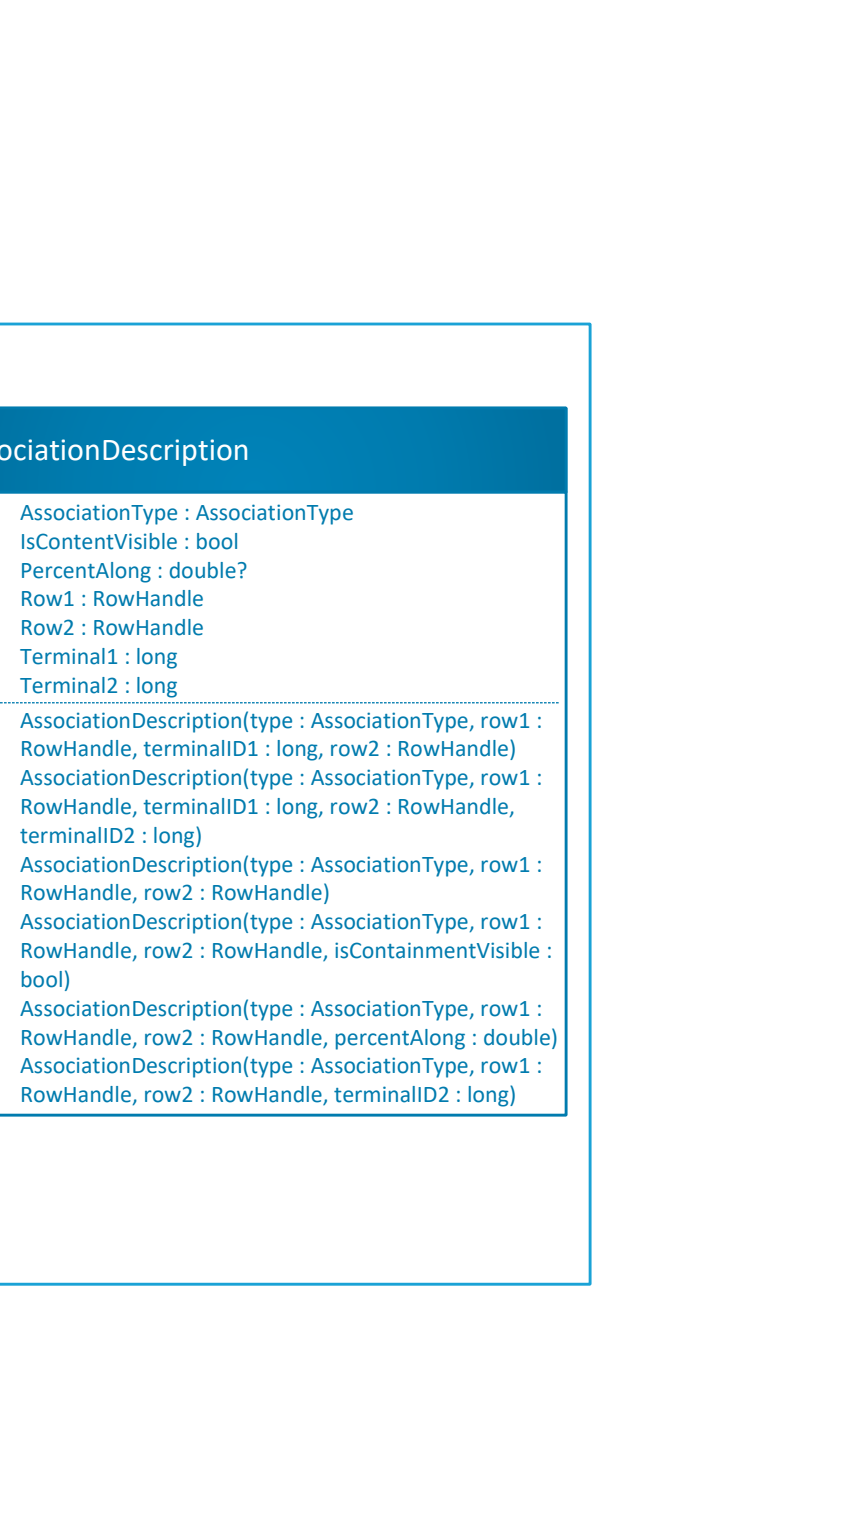 ociationDescription
AssociationType : AssociationType
IsContentVisible : bool
PercentAlong : double?
Row1 : RowHandle
Row2 : RowHandle
Terminal1 : long
Terminal2 : long
AssociationDescription(type : AssociationType, row1 :
RowHandle, terminalID1 : long, row2 : RowHandle)
AssociationDescription(type : AssociationType, row1 :
RowHandle, terminalID1 : long, row2 : RowHandle,
terminalID2 : long)
AssociationDescription(type : AssociationType, row1 :
RowHandle, row2 : RowHandle)
AssociationDescription(type : AssociationType, row1 :
RowHandle, row2 : RowHandle, isContainmentVisible :
bool)
AssociationDescription(type : AssociationType, row1 :
RowHandle, row2 : RowHandle, percentAlong : double)
AssociationDescription(type : AssociationType, row1 :
RowHandle, row2 : RowHandle, terminalID2 : long)